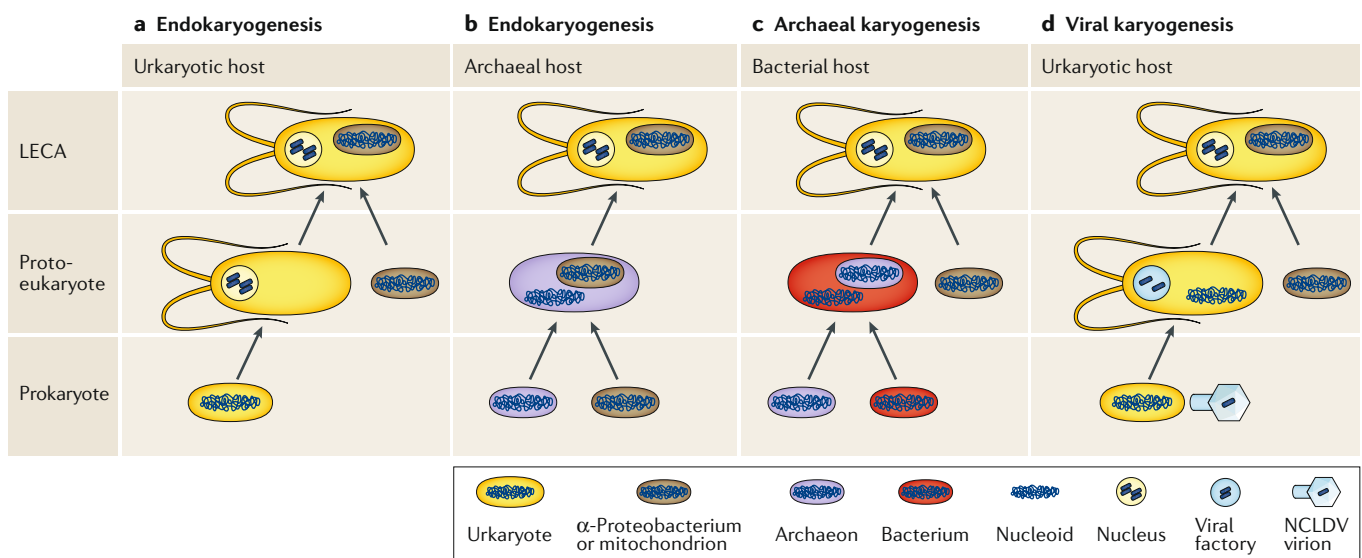 a Endokaryogenesis
b Endokaryogenesis
c Archaeal karyogenesis
d Viral karyogenesis
Urkaryotic host
Archaeal host
Bacterial host
Urkaryotic host
LECA
Proto-
eukaryote
Prokaryote
Urkaryote
α-Proteobacterium
or mitochondrion
Archaeon
Bacterium
Nucleoid
Nucleus
Viral
factory
NCLDV
virion